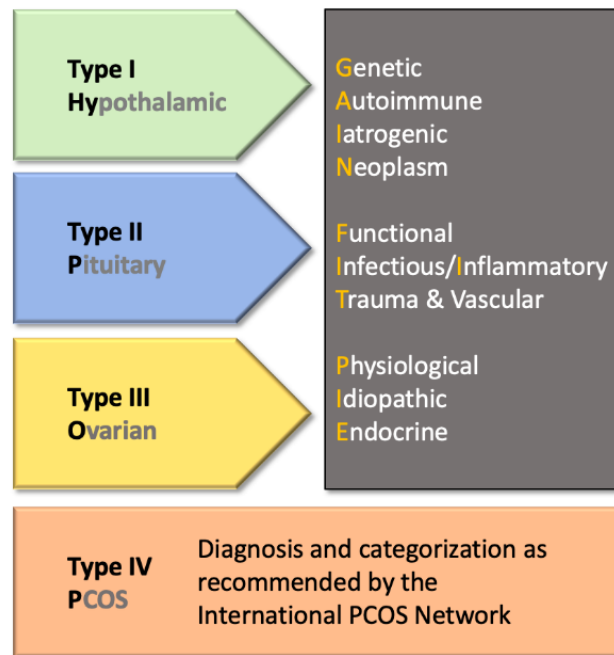 Type I
Hypothalamic
Genetic
Autoimmune
Iatrogenic
Neoplasm
Type II
Pituitary
Functional
Infectious/Inflammatory
Trauma & Vascular
Type III
Ovarian
Physiological
Idiopathic
Endocrine
Type IV
PCOS
Diagnosis and categorization as
recommended by the
International PCOS Network